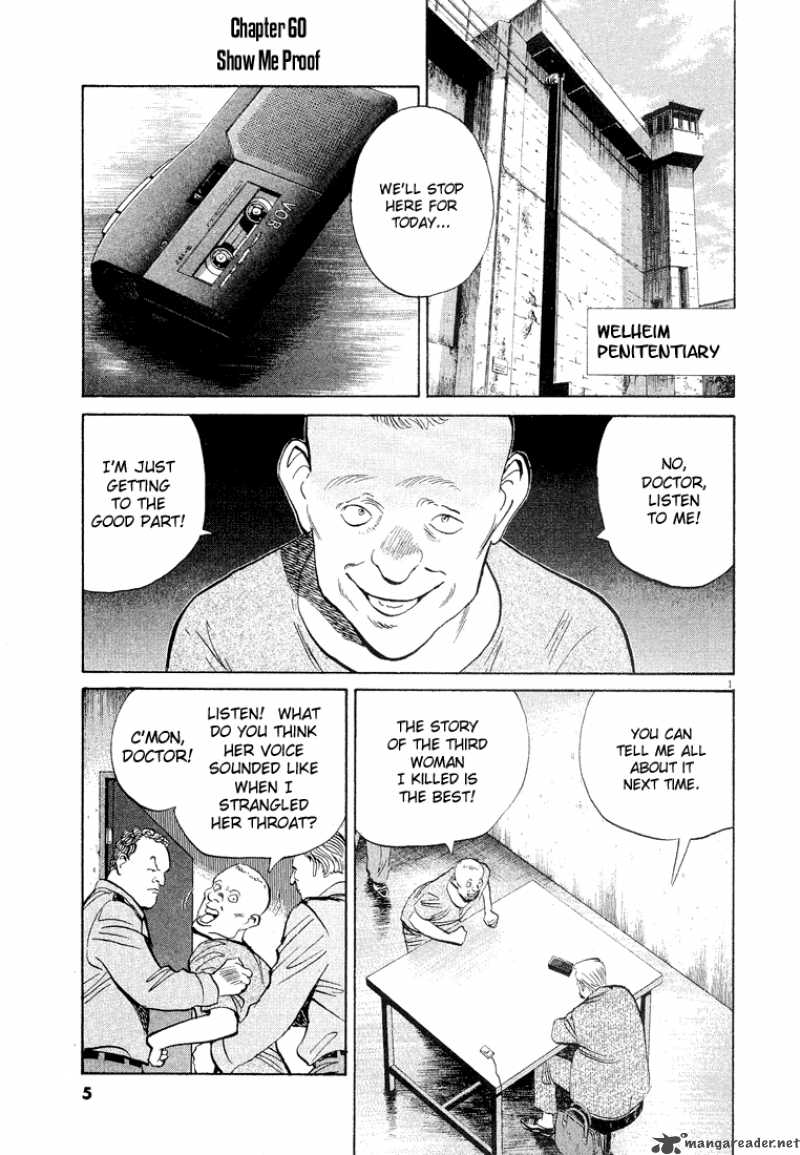 Chapter 60
Show Me Proof
WELHEIM
PENITENTIARY
WE'LL STOP
HERE FOR
TODAY...
V.O.R
NO,
DOCTOR,
LISTEN
TO ME!
I'M JUST
GETTING
TO THE
GOOD PART!
1
YOU CAN
TELL ME ALL
ABOUT IT
NEXT TIME.
THE STORY
OF THE THIRD
WOMAN
I KILLED IS
THE BEST!
LISTEN! WHAT
DO YOU THINK
HER VOICE
SOUNDED LIKE
WHEN I
STRANGLED
HER THROAT?
C'MON,
DOCTOR!
5
mangareader.net